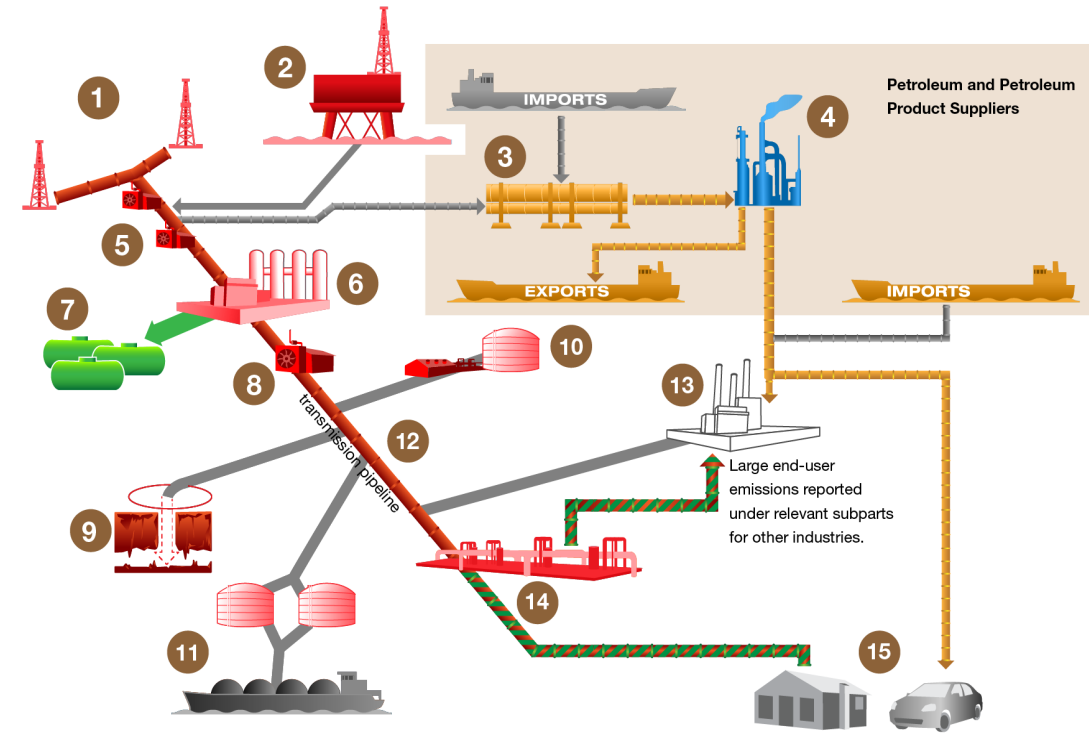 1
2
IMPORTS
Petroleum and Petroleum
Product Suppliers
4
3
5
6
EXPORTS
IMPORTS
7
8
10
13
transmission pipeline
12
Large end-user
emissions reported
under relevant subparts
for other industries.
9
14
11
15